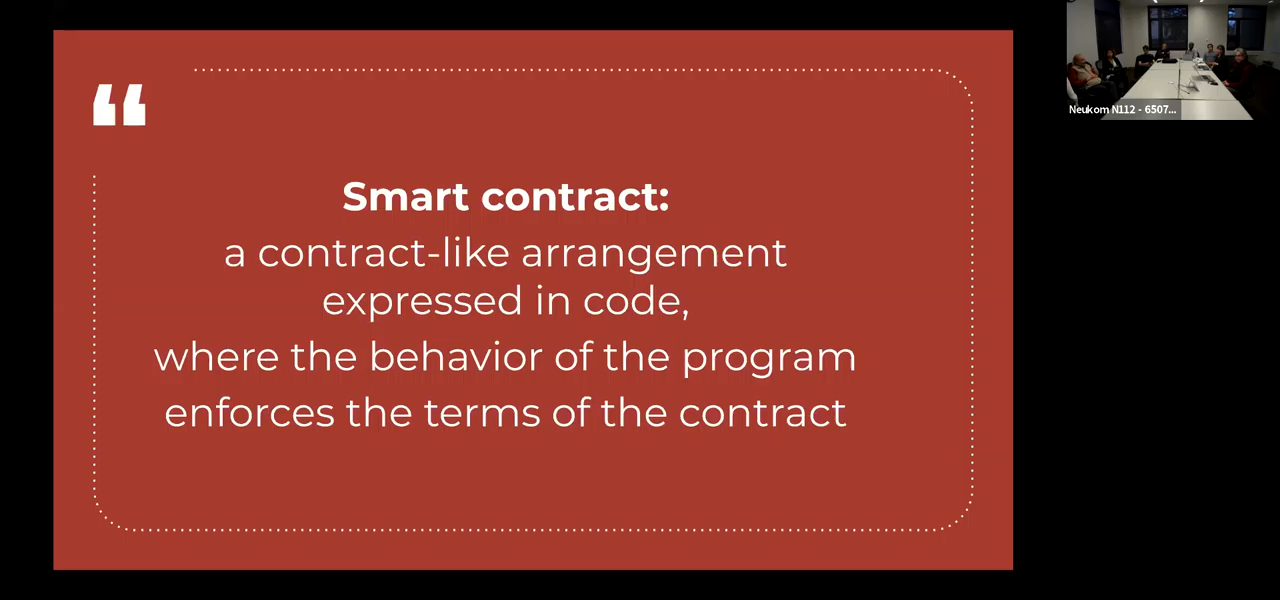 “
Smart contract:
a contract-like arrangement
expressed in code,
where the behavior of the program
enforces the terms of the contract
Neukom N112 - 6507...